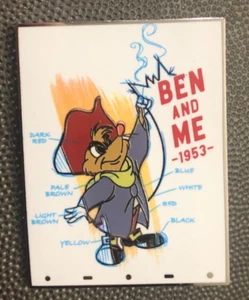 BEN
AND
ME
-1953-
DARK
RED
BLUE
PALE
BROWN
WHITE
RED
LIGHT
BROWN
BLACK
YELLOW